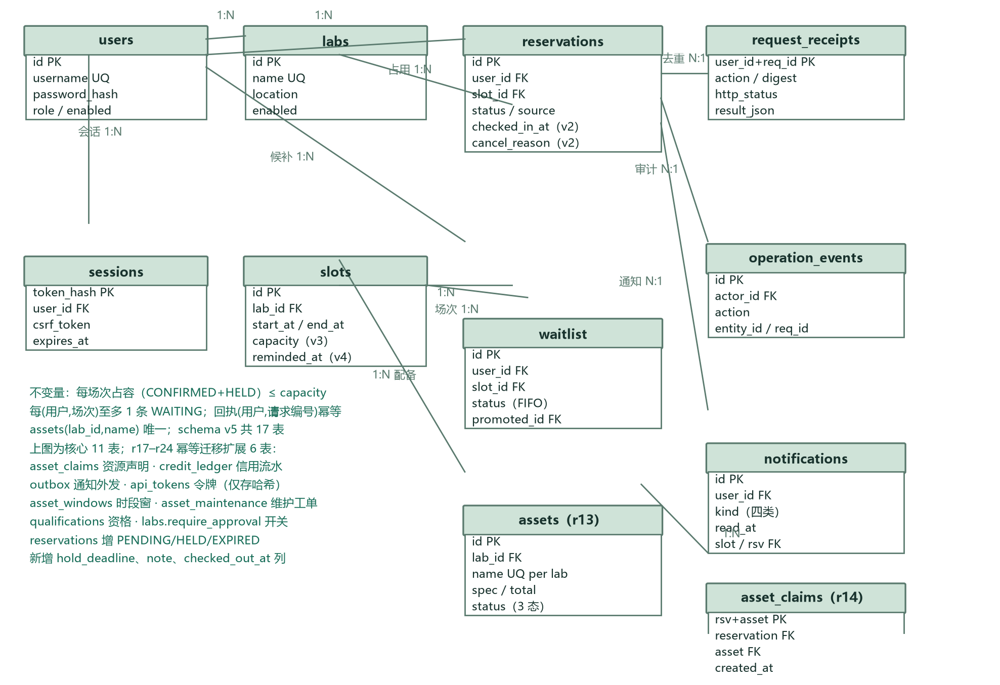 1:N
1:N
users
id PK
username UQ
password_hash
role / enabled
会话 1:N
labs
id PK
name UQ
location
enabled
占用 1:N
候补 1:N
reservations
id PK
user_id FK
slot_id FK
status / source
checked_in_at（v2）
cancel_reason（v2）
去重 N:1
审计 N:1
request_receipts
user_id+req_id PK
action / digest
http_status
result_json
sessions
token_hash PK
user_id FK
csrf_token
expires_at
slots
id PK
lab_id FK
start_at / end_at
capacity（v3）
reminded_at（v4）
1:N
场次 1:N
1:N 配备
通知 N:1
operation_events
id PK
actor_id FK
action
entity_id / req_id
waitlist
id PK
user_id FK
slot_id FK
status（FIFO）
promoted_id FK
不变量：每场次占容（CONFIRMED+HELD）≤ capacity
每(用户,场次)至多 1 条 WAITING；回执(用户,请求编号)幂等
assets(lab_id,name) 唯一；schema v5 共 17 表
上图为核心 11 表；r17–r24 幂等迁移扩展 6 表：
asset_claims 资源声明 · credit_ledger 信用流水
outbox 通知外发 · api_tokens 令牌（仅存哈希）
asset_windows 时段窗 · asset_maintenance 维护工单
qualifications 资格 · labs.require_approval 开关
reservations 增 PENDING/HELD/EXPIRED
新增 hold_deadline、note、checked_out_at 列
notifications
id PK
user_id FK
kind（四类）
read_at
1:N
slot / rsv FK
assets（r13）
id PK
lab_id FK
name UQ per lab
spec / total
status（3 态）
asset_claims（r14）
rsv+asset PK
reservation FK
asset FK
created_at